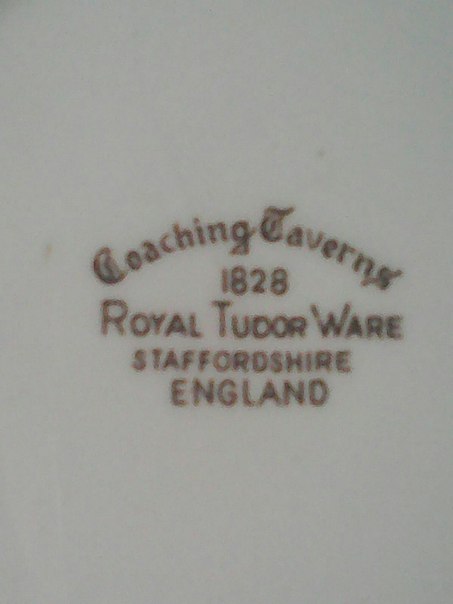 Coaching Taverns
1828
ROYAL TUDOR WARE
STAFFORDSHIRE
ENGLAND